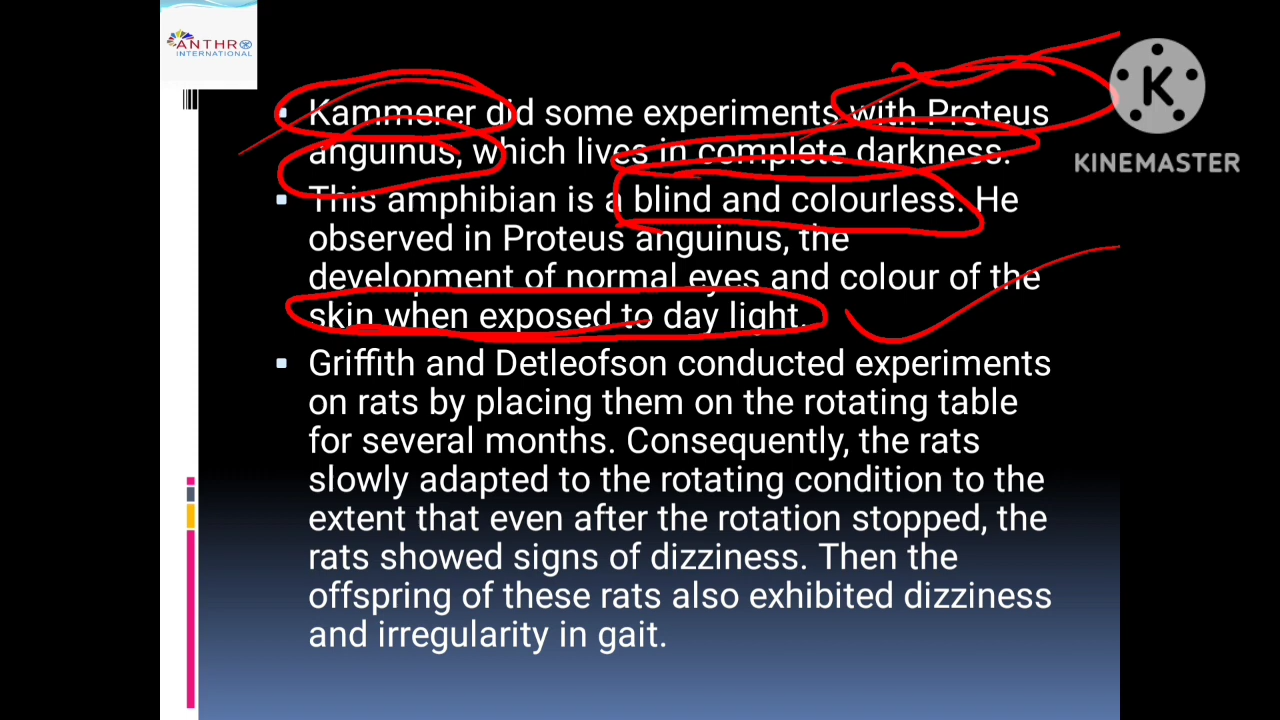 ANTHR
INTERNATIONAL
Kammerer did some experiments with Proteus
anguinus, which lives in complete darkness.
This amphibian is a blind and colourless. He
observed in Proteus anguinus, the
development of normal eyes and colour of the
skin when exposed to day light.
Griffith and Detleofson conducted experiments
on rats by placing them on the rotating table
for several months. Consequently, the rats
slowly adapted to the rotating condition to the
extent that even after the rotation stopped, the
rats showed signs of dizziness. Then the
offspring of these rats also exhibited dizziness
and irregularity in gait.
K
KINEMASTER